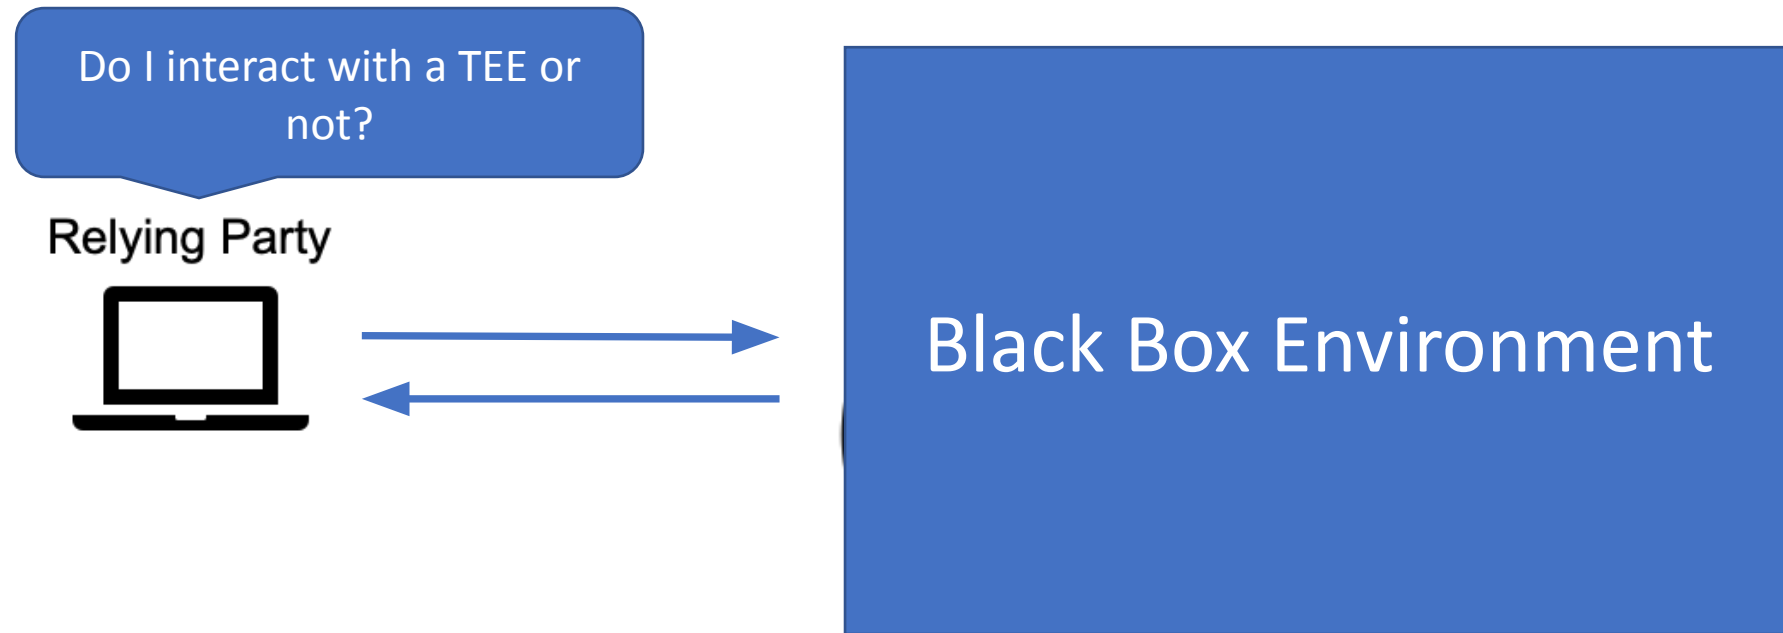 Do I interact with a TEE or
not?
Relying Party
Black Box Environment